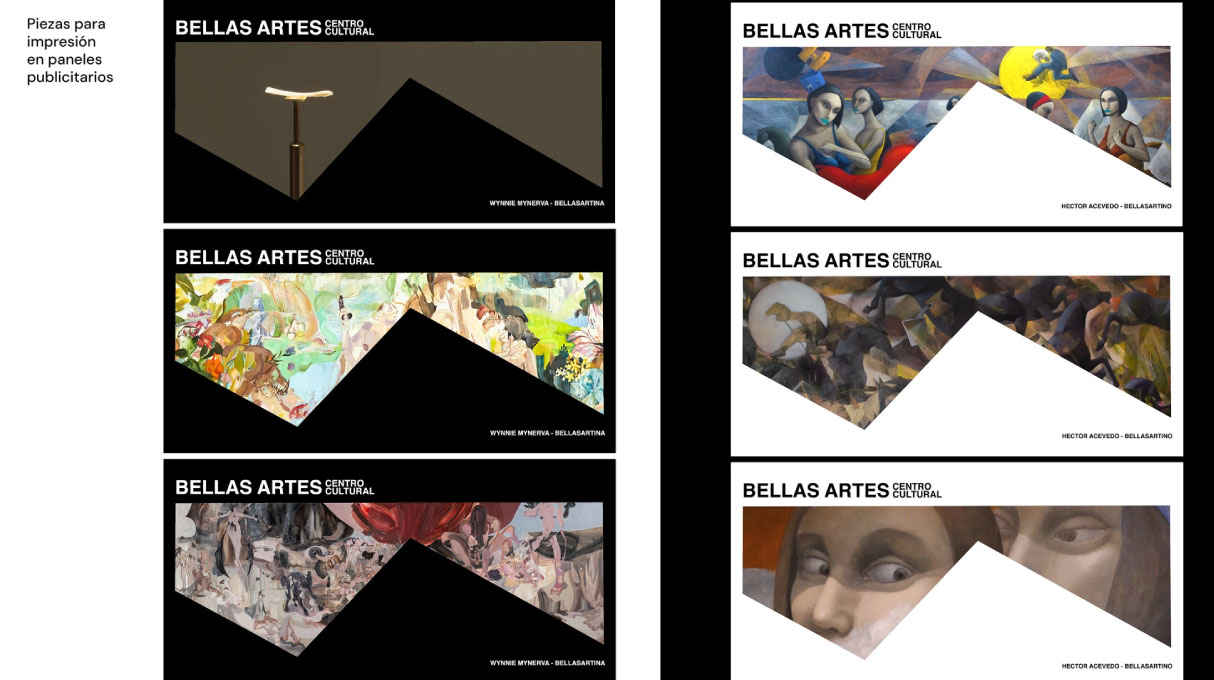 Piezas para
impresión
en paneles
publicitarios
BELLAS ARTES CENTRO
CULTURAL
WYNNIE MYNERVA - BELLASARTINA
BELLAS ARTES CENTRO
CULTURAL
WYNNIE MYNERVA - BELLASARTINA
BELLAS ARTES CENTRO
CULTURAL
WYNNIE MYNERVA - BELLASARTINA
BELLAS ARTES CENTRO
CULTURAL
HECTOR ACEVEDO - BELLASARTINO
BELLAS ARTES CENTRO
CULTURAL
HECTOR ACEVEDO - BELLASARTINO
BELLAS ARTES CENTRO
CULTURAL
HECTOR ACEVEDO - BELLASARTINO